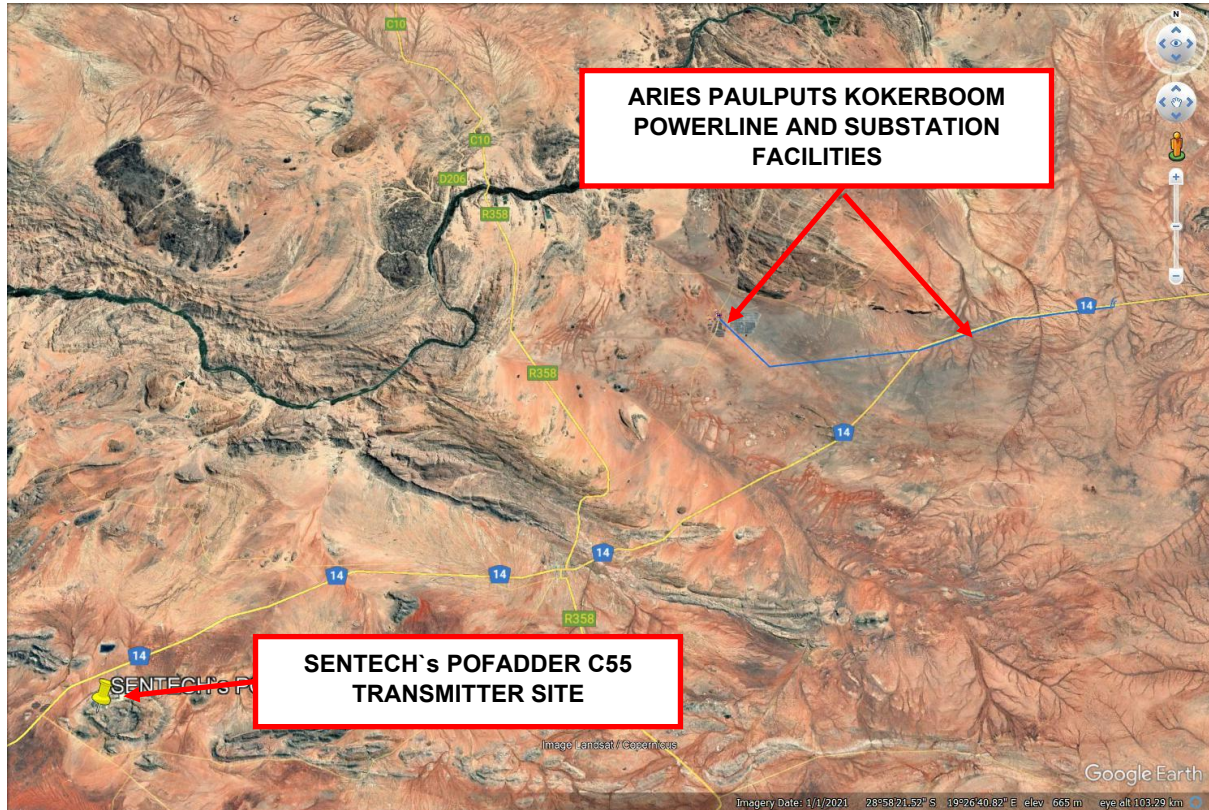 C10
N
ARIES PAULPUTS KOKERBOOM
POWERLINE AND SUBSTATION
FACILITIES
C10
D206
R358
14
R358
14
14
14
14
R358
14
SENTECH`s PO
SENTECH`s POFADDER C55
TRANSMITTER SITE
Image Landsat / Copernicus
Google Earth
Imagery Date: 1/1/2021 28°58'21.52" S 19°26'40.82" E elev 665 m eye alt 103.29 km